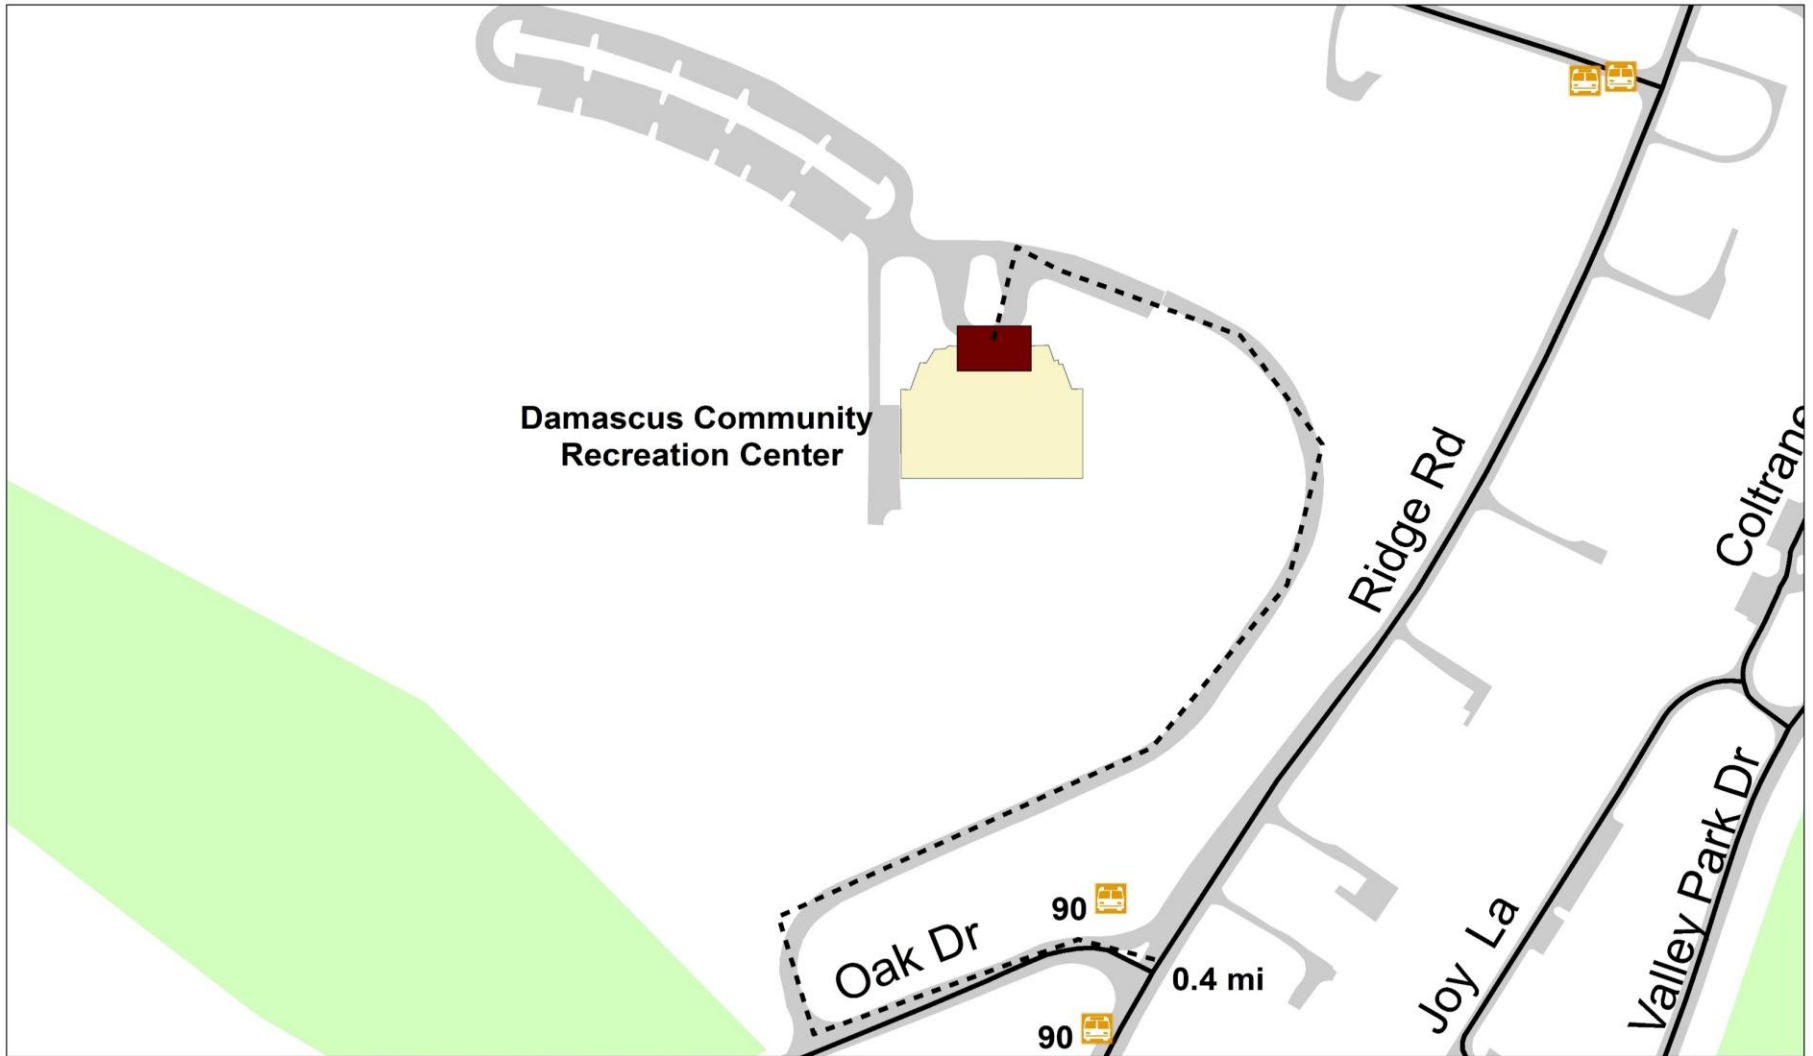 Damascus Community
Recreation Center
Ridge Rd
Coltrane
Valley Park Dr
Joy La
90
Oak Dr
0.4 mi
90